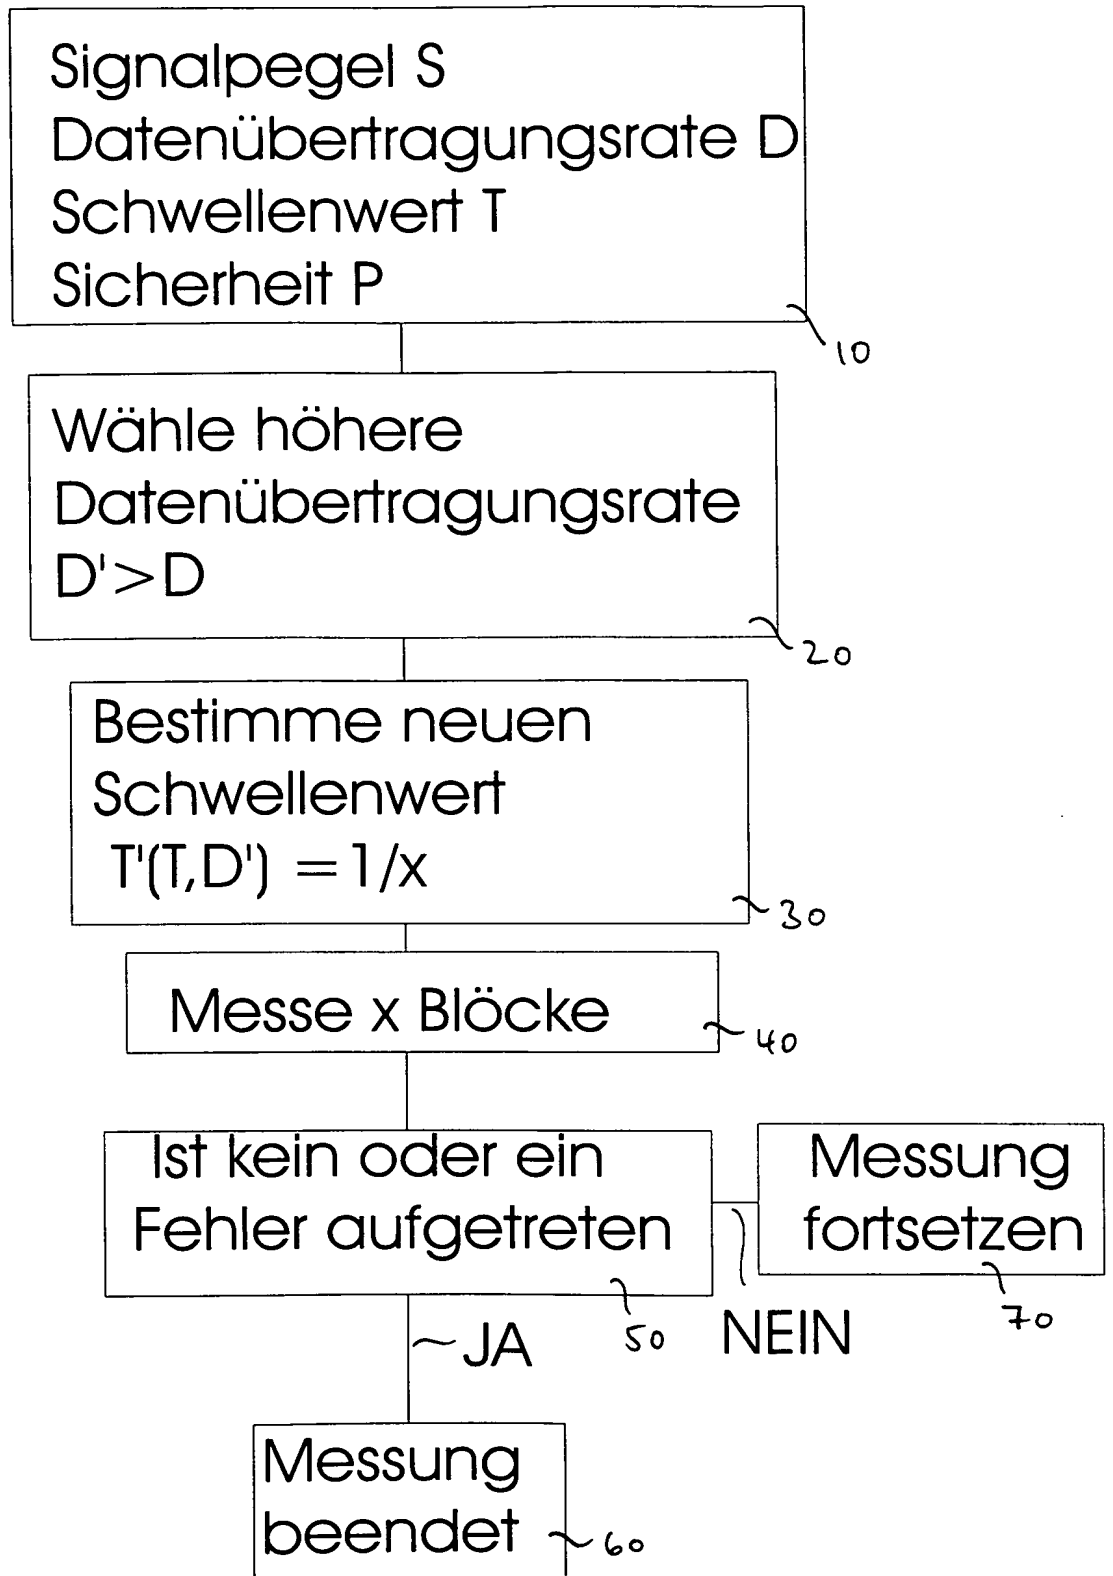 Signalpegel S
Datenübertragungsrate D
Schwellenwert T
Sicherheit P
10
Wähle höhere
Datenübertragungsrate
D'>D
20
Bestimme neuen
Schwellenwert
T'(T,D') = 1/x
30
Messe x Blöcke
40
Ist kein oder ein
Fehler aufgetreten
50
NEIN
Messung
fortsetzen
70
JA
Messung
beendet
60